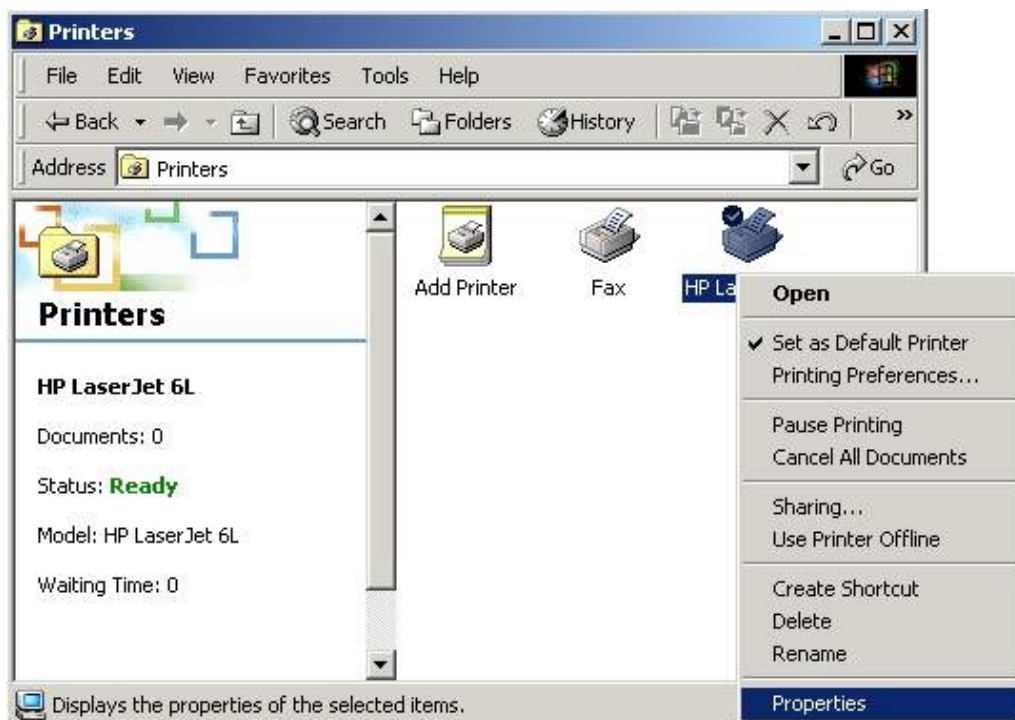 Printers
File Edit View Favorites Tools Help
Back Search Folders History »
Address Printers Go
Printers
HP LaserJet 6L
Documents: 0
Status: Ready
Model: HP LaserJet 6L
Waiting Time: 0
Add Printer Fax HP La
Open
Set as Default Printer
Printing Preferences...
Pause Printing
Cancel All Documents
Sharing...
Use Printer Offline
Create Shortcut
Delete
Rename
Properties
Displays the properties of the selected items.